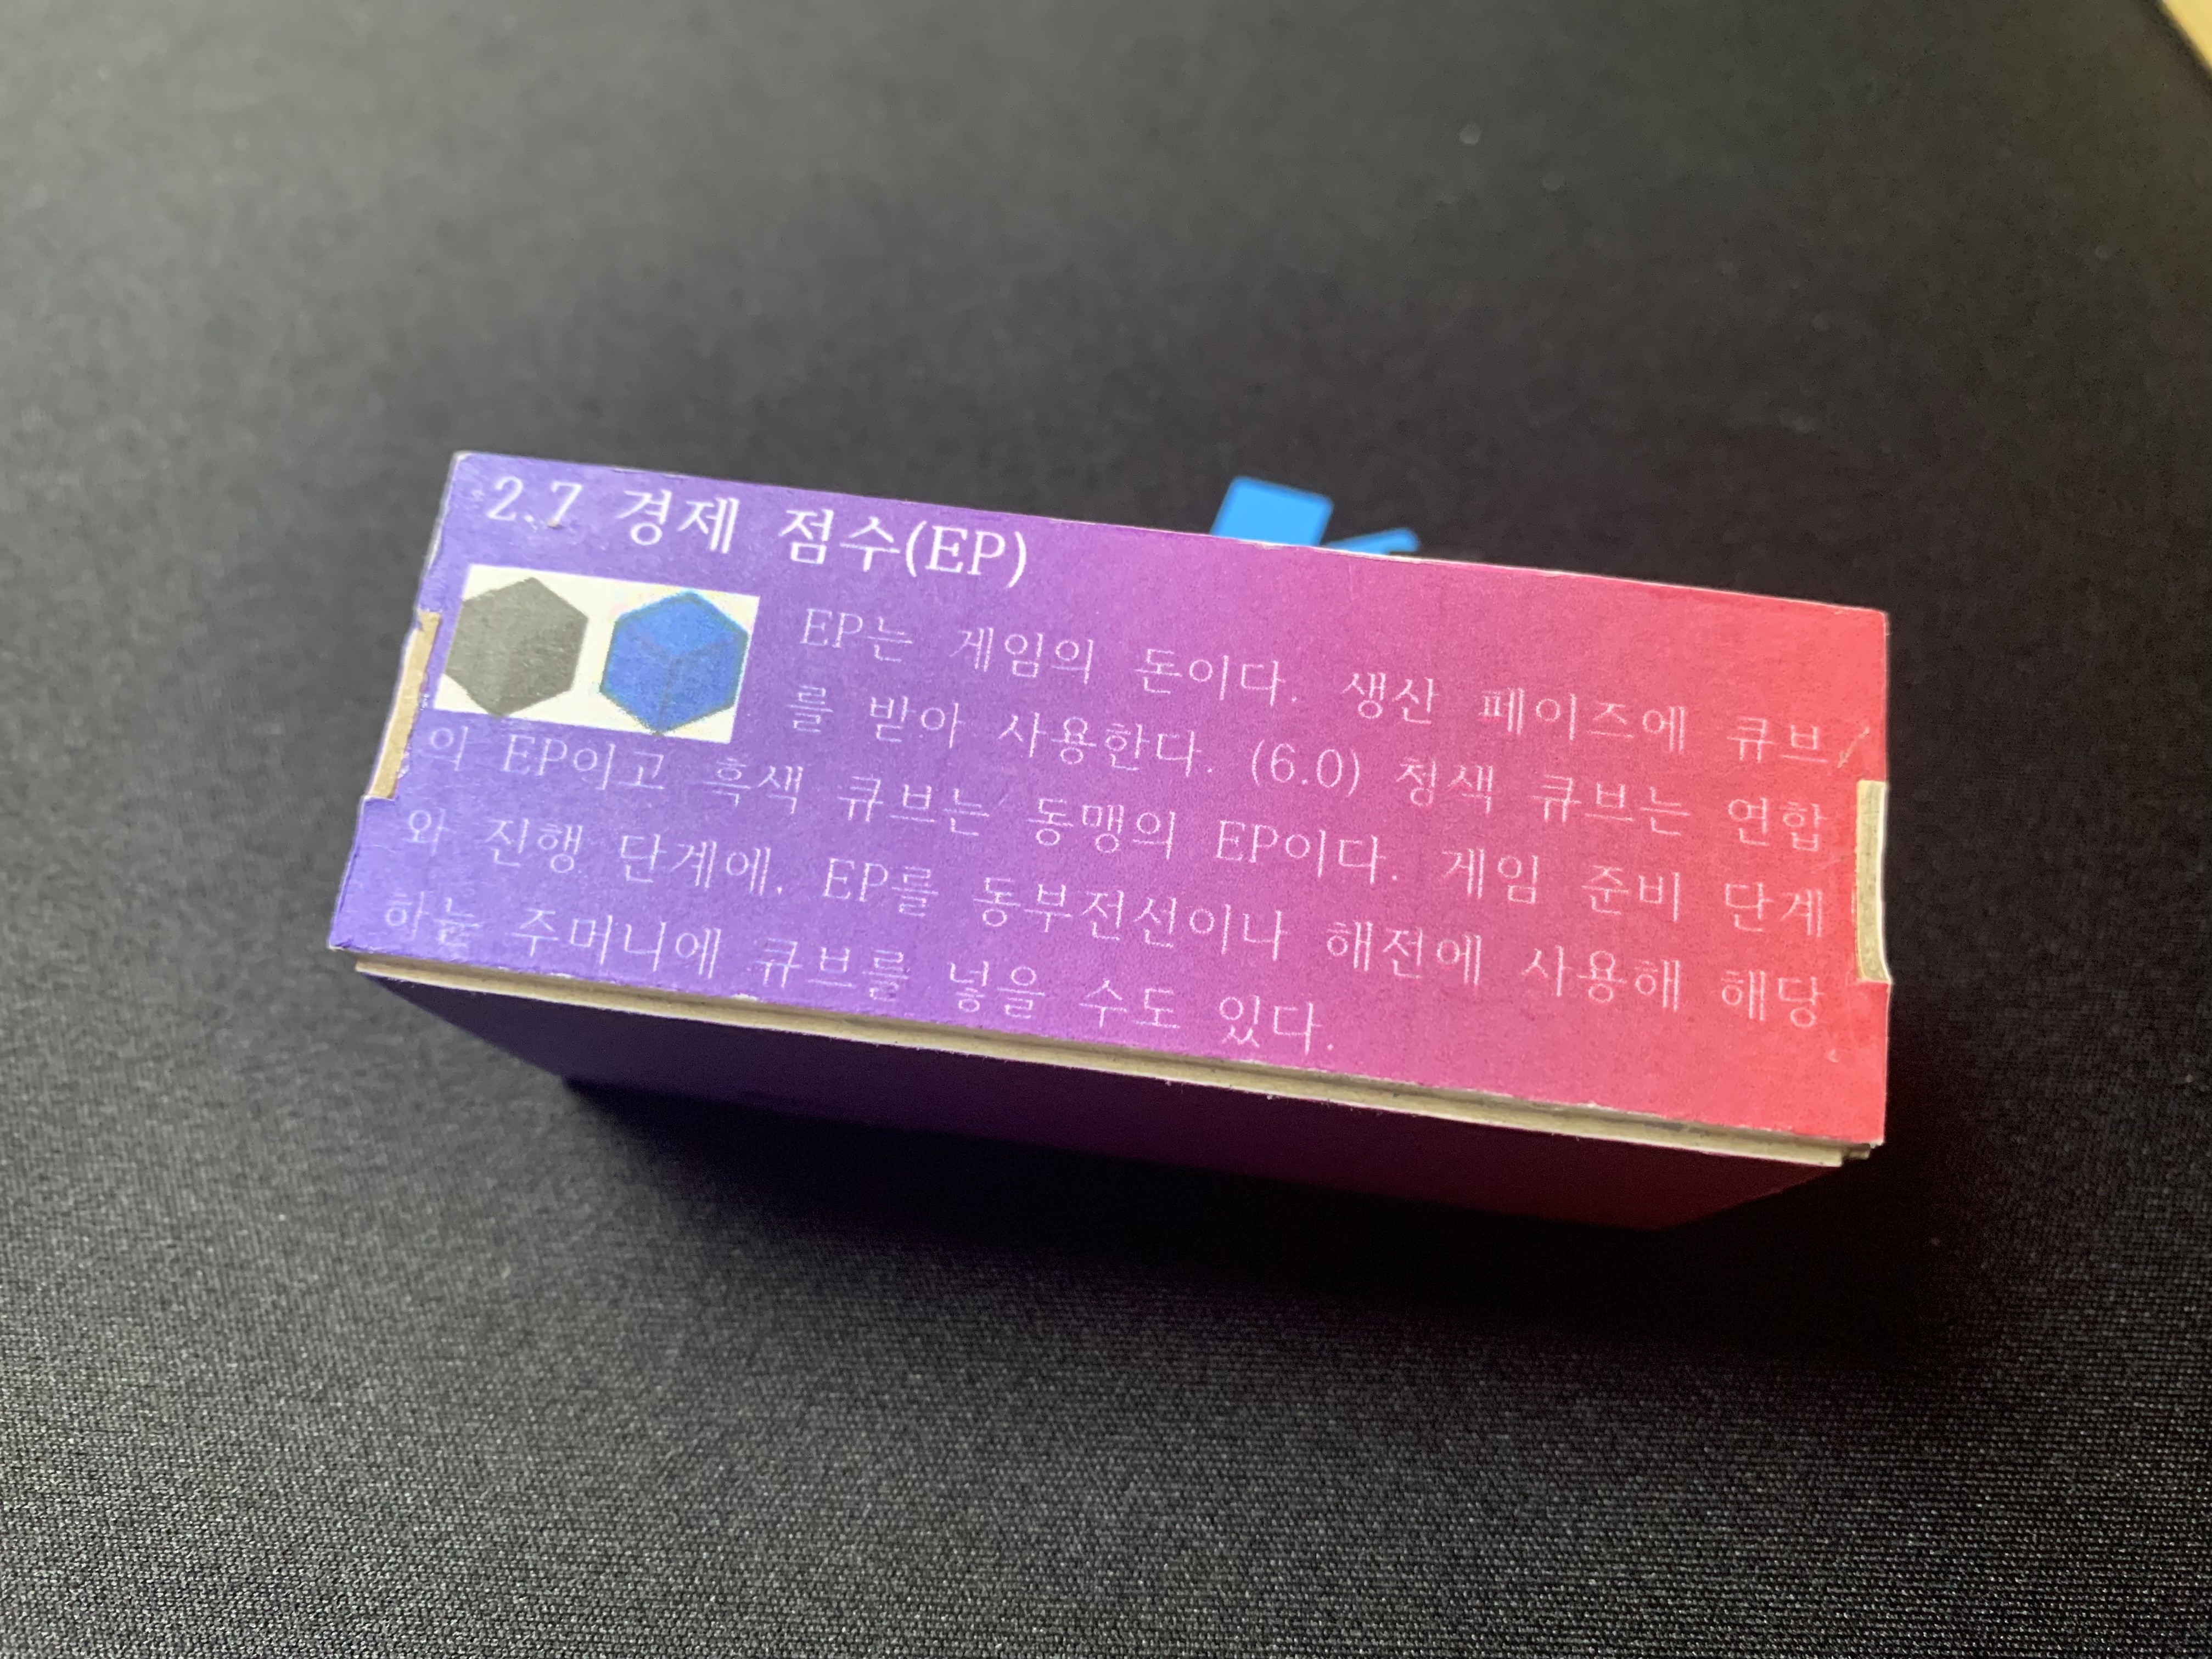 2.7 경제 점수(EP)
EP는 게임의 돈이다. 생산 페이즈에 큐브
를 받아 사용한다. (6.0) 청색 큐브는 연합
의 EP이고 흑색 큐브는 동맹의 EP이다. 게임 준비 단계
와 진행 단계에, EP를 동부전선이나 해전에 사용해 해당
하는 주머니에 큐브를 넣을 수도 있다.